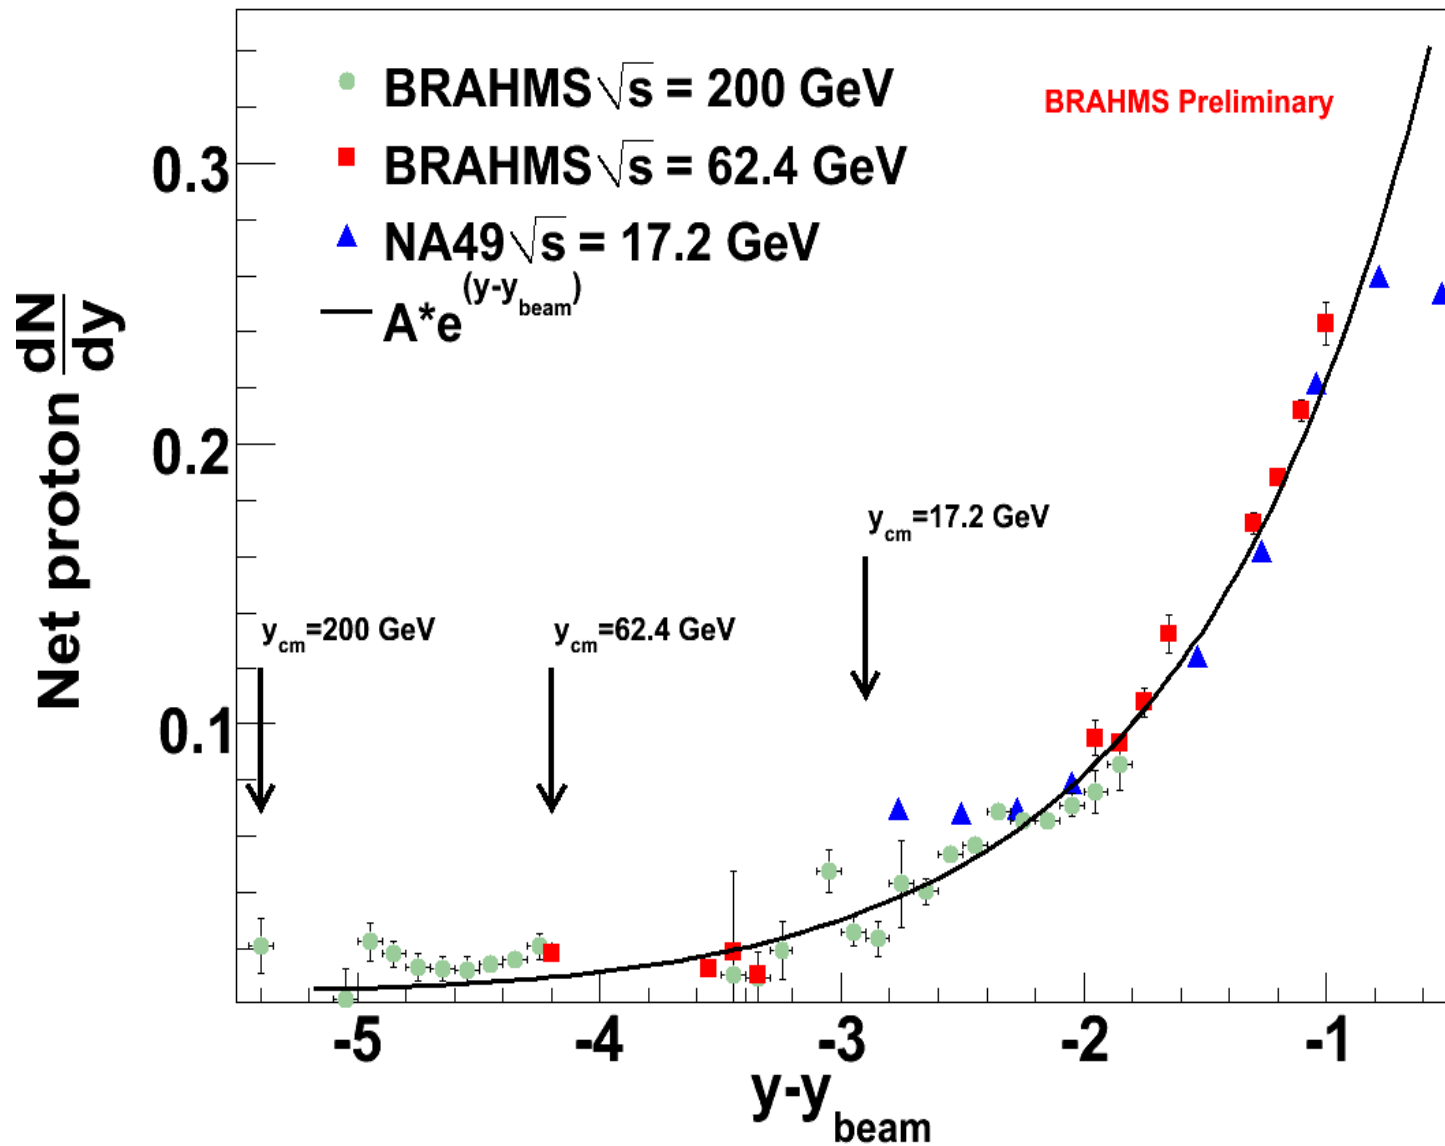 BRAHMS √s = 200 GeV
BRAHMS √s = 62.4 GeV
NA49 √s = 17.2 GeV
A*e^(y-y_beam)
BRAHMS Preliminary
Net proton dN/dy
0.3
0.2
0.1
y_cm=17.2 GeV
y_cm=200 GeV
y_cm=62.4 GeV
-5 -4 -3 -2 -1
y-y_beam